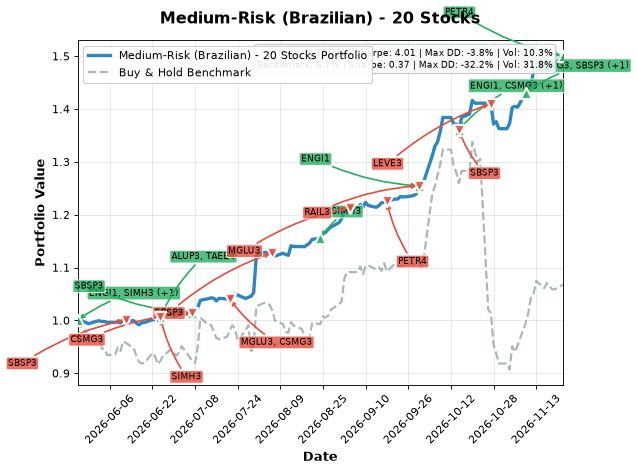 Medium-Risk (Brazilian) - 20 Stocks
PETR4
Medium-Risk (Brazilian) - 20 Stocks Portfolio
Buy & Hold Benchmark
4.01 | Max DD: -3.8% | Vol: 10.3%
| Sharpe: 0.37 | Max DD: -32.2% | Vol: 31.8%
SBSP3 (+1)
ENGI1, CSMG3 (+1)
ENGI1
LEVE3
SBSP3
RAIL3
MGLU3
ALUP3,
PETR4
SBSP3
ENGI1, SIMH3 (+1)
SBSP3
CSMG3
MGLU3, CSMG3
SBSP3
SIMH3
Portfolio Value
1.5
1.4
1.3
1.2
1.1
1.0
0.9
2026-06-06
2026-06-22
2026-07-08
2026-07-24
2026-08-09
2026-08-25
2026-09-10
2026-09-26
2026-10-12
2026-10-28
2026-11-13
Date